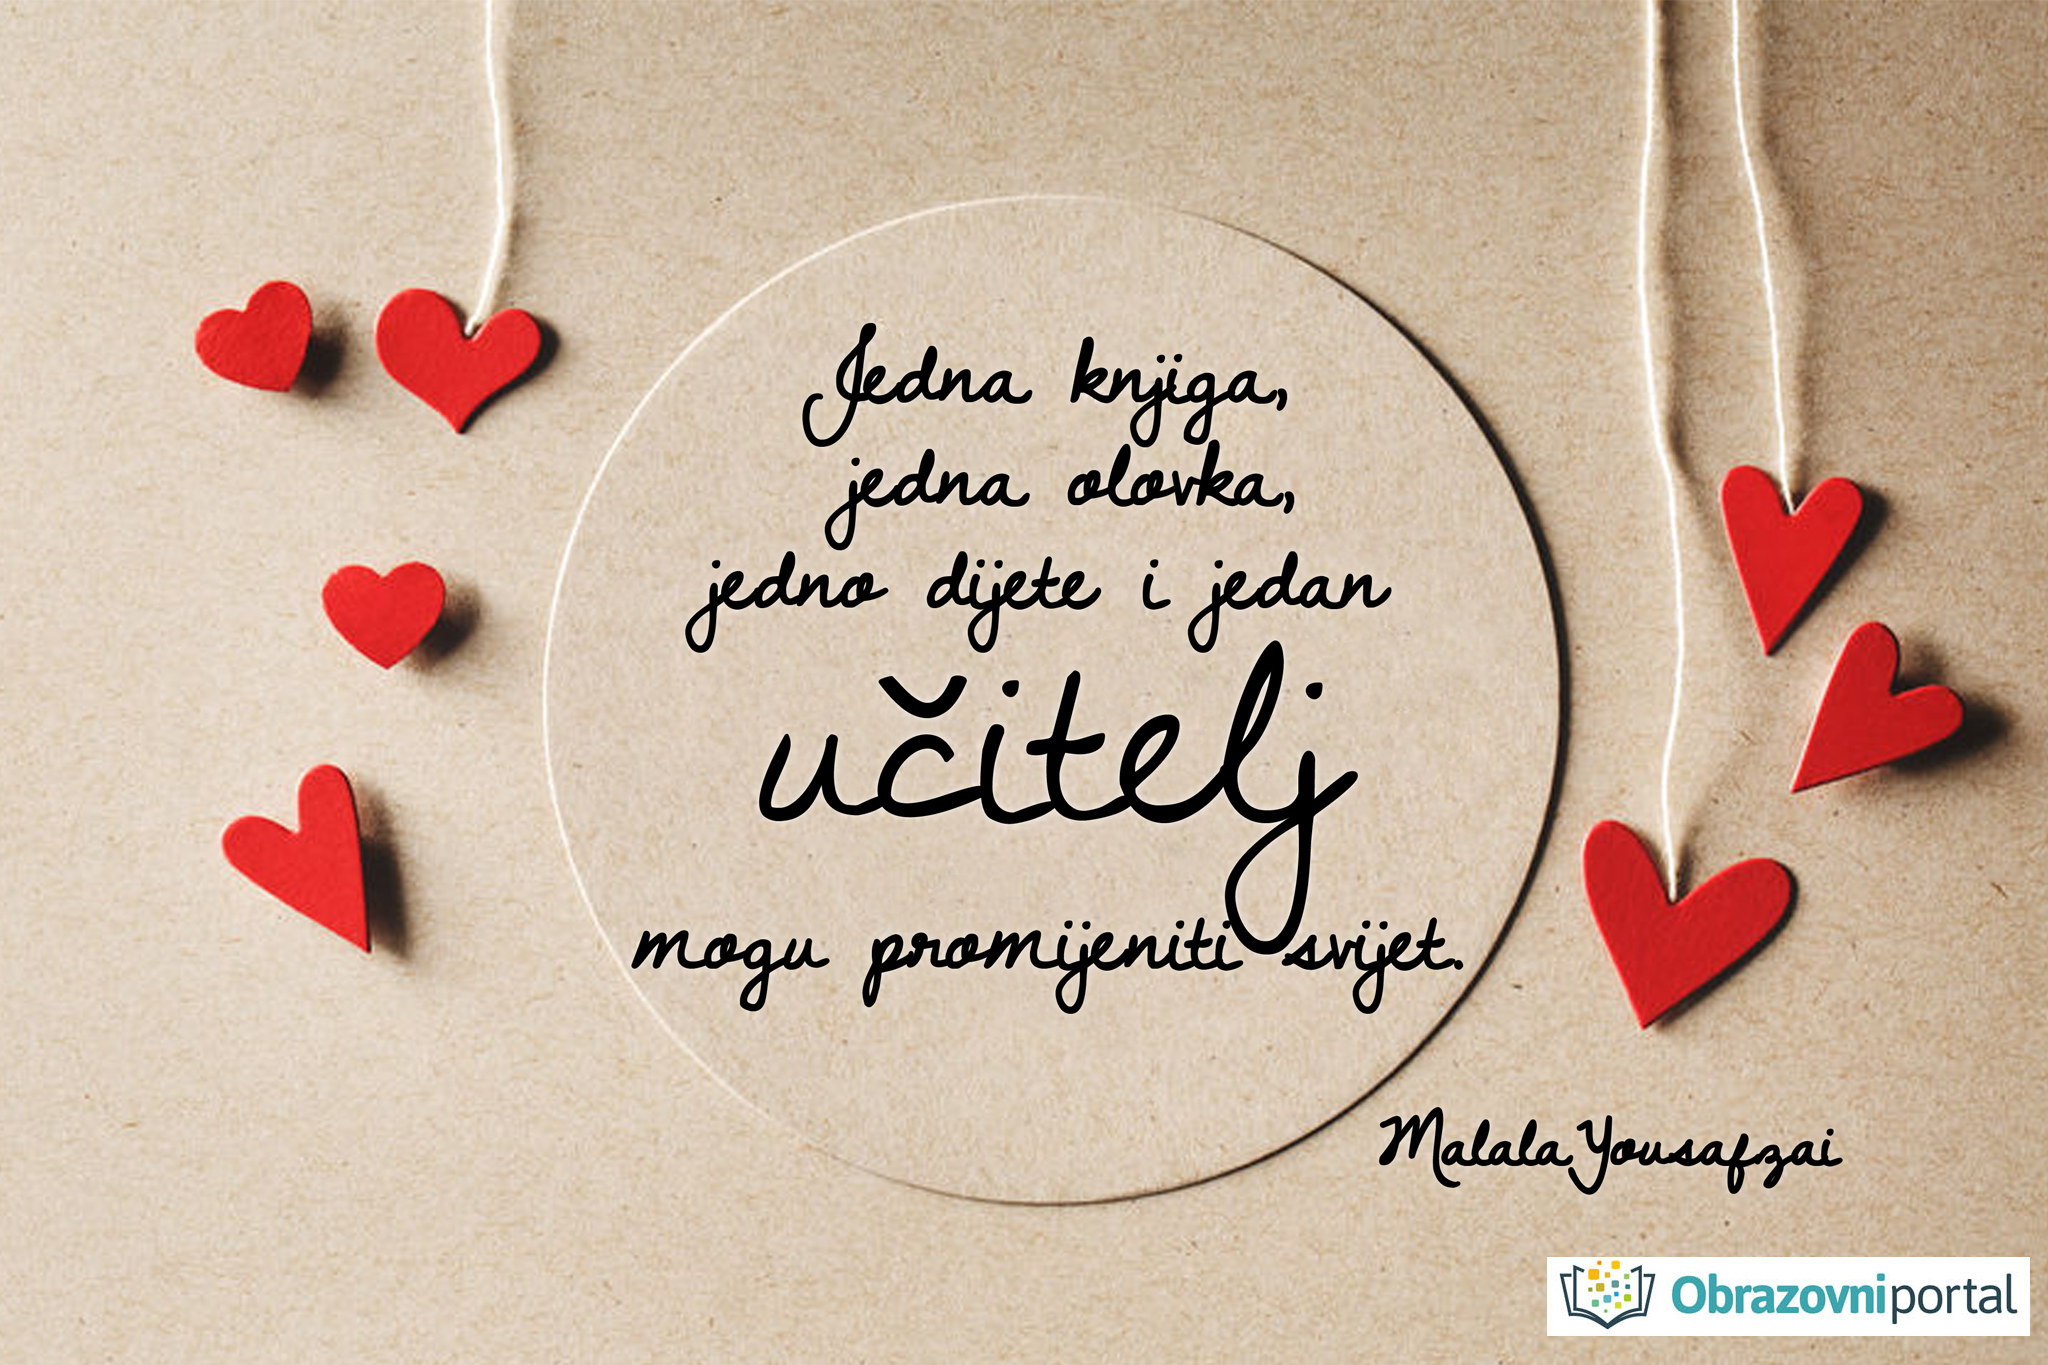 Jedna knjiga,
jedna olovka,
jedno dijete i jedan
učitelj
mogu promijeniti svijet.
Malala Yousafzai
Obrazovniportal